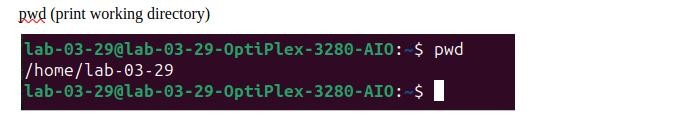 pwd (print working directory)
lab-03-29@lab-03-29-OptiPlex-3280-AIO:~$ pwd
/home/lab-03-29
lab-03-29@lab-03-29-OptiPlex-3280-AIO:~$